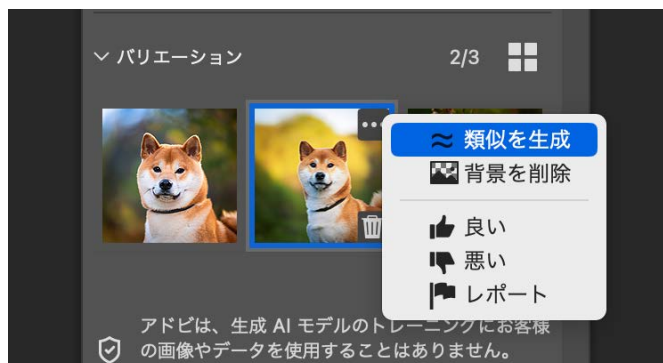 バリエーション 2/3
類似を生成
背景を削除
良い
悪い
レポート
アドビは、生成 AI モデルのトレーニングにお客様
の画像やデータを使用することはありません。